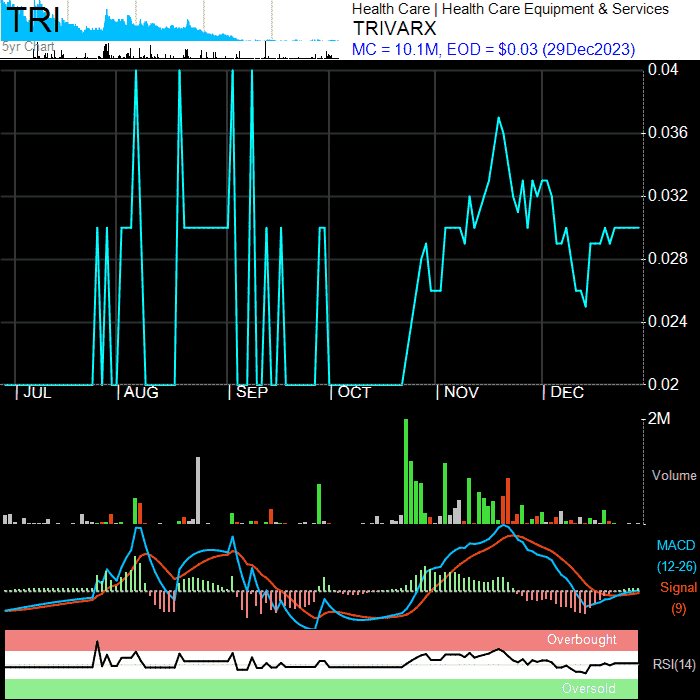 TRI
5yr Chart
Health Care | Health Care Equipment & Services
TRIVARX
MC = 10.1M, EOD = $0.03 (29Dec2023)
0.04
0.036
0.032
0.028
0.024
0.02
| JUL | AUG | SEP | OCT | NOV | DEC
2M
Volume
MACD
(12-26)
Signal
(9)
Overbought
RSI(14)
Oversold